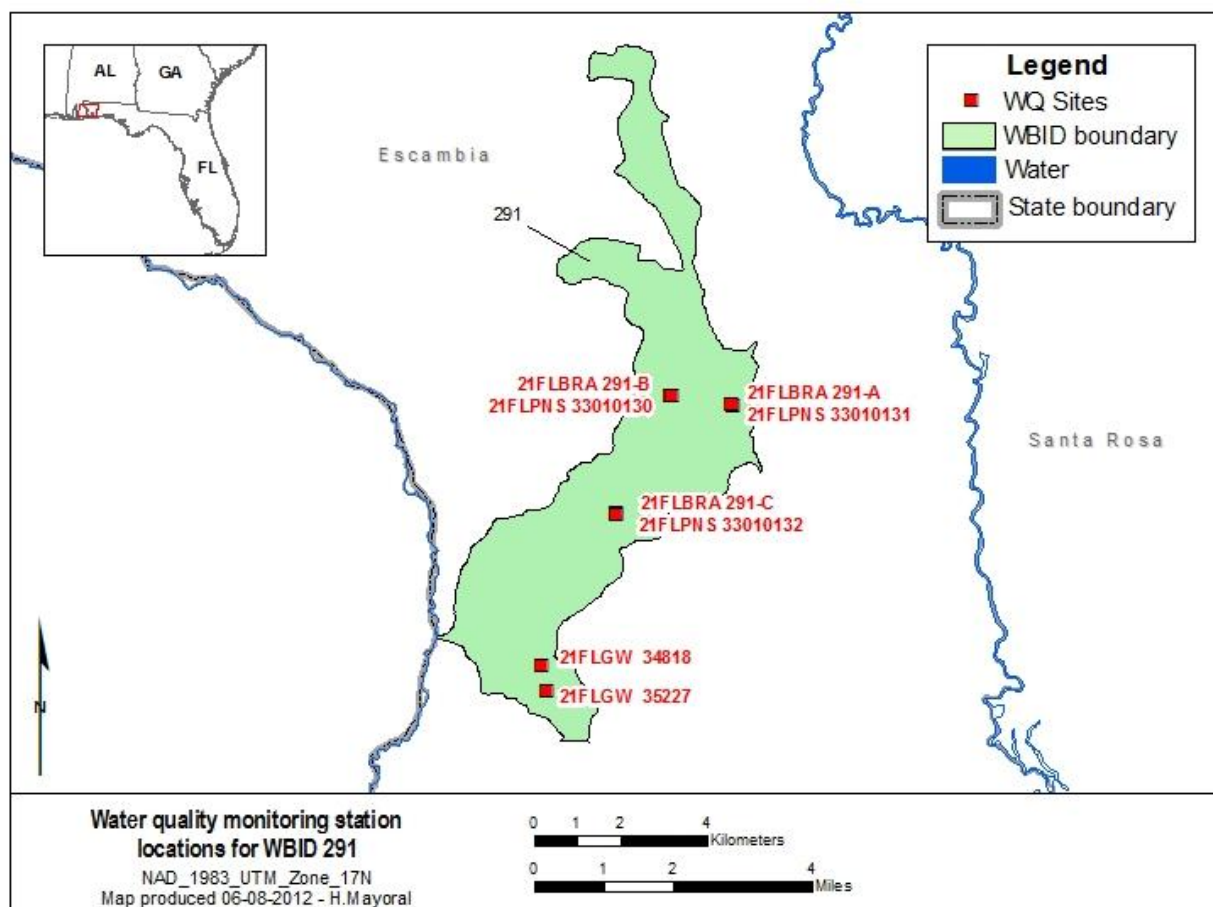 AL
GA
FL
Escambia
291
Legend
WQ Sites
WBID boundary
Water
State boundary
21FLBRA 291-B
21FLPNS 33010130
21FLBRA 291-A
21FLPNS 33010131
Santa Rosa
21FLBRA 291-C
21FLPNS 33010132
21FLGW 34818
21FLGW 35227
N
Water quality monitoring station
locations for WBID 291
NAD_1983_UTM_Zone_17N
Map produced 06-08-2012 - H.Mayoral
0 1 2 4
Kilometers
0 1 2 4
Miles